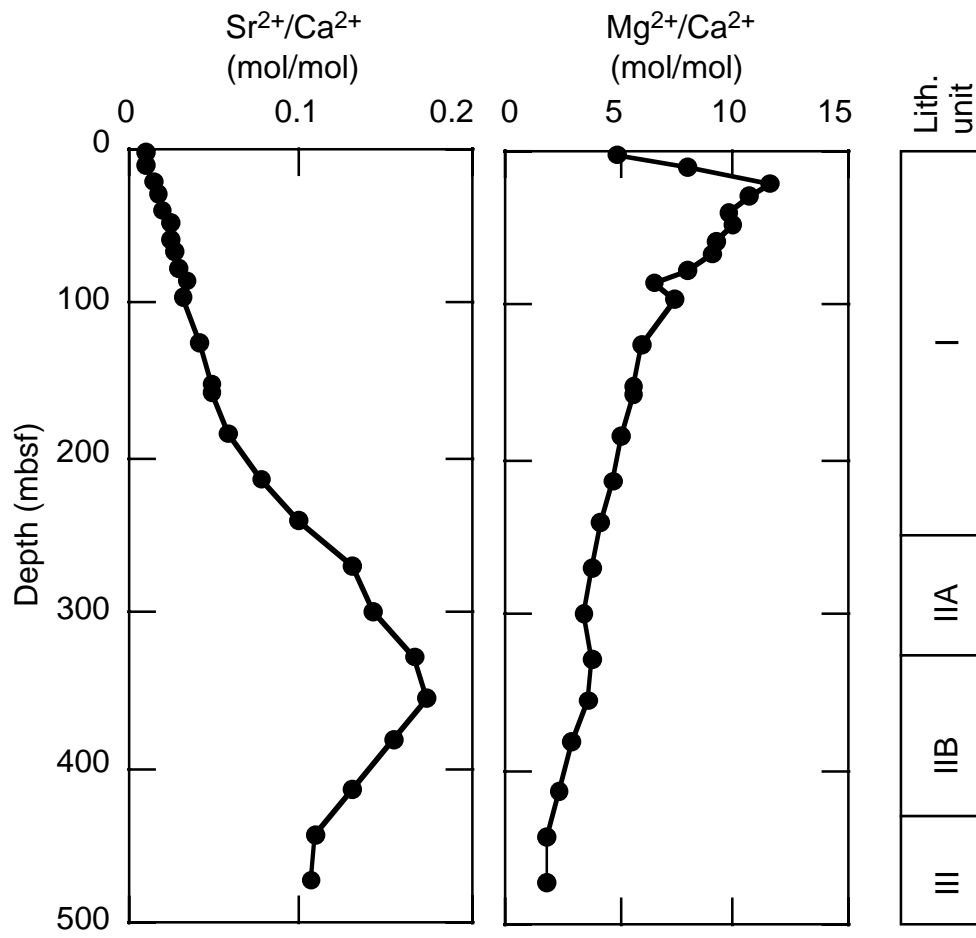 Sr²⁺/Ca²⁺
(mol/mol)
0 0.1 0.2
Mg²⁺/Ca²⁺
(mol/mol)
0 5 10 15
Lith.
unit
Depth (mbsf)
0
100
200
300
400
500
I
IIA
IIB
III